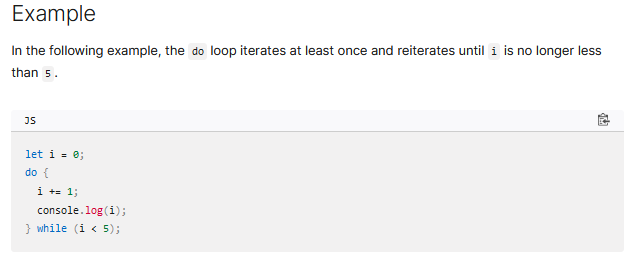 Example
In the following example, the do loop iterates at least once and reiterates until i is no longer less
than 5.
JS
let i = 0;
do {
  i += 1;
  console.log(i);
} while (i < 5);